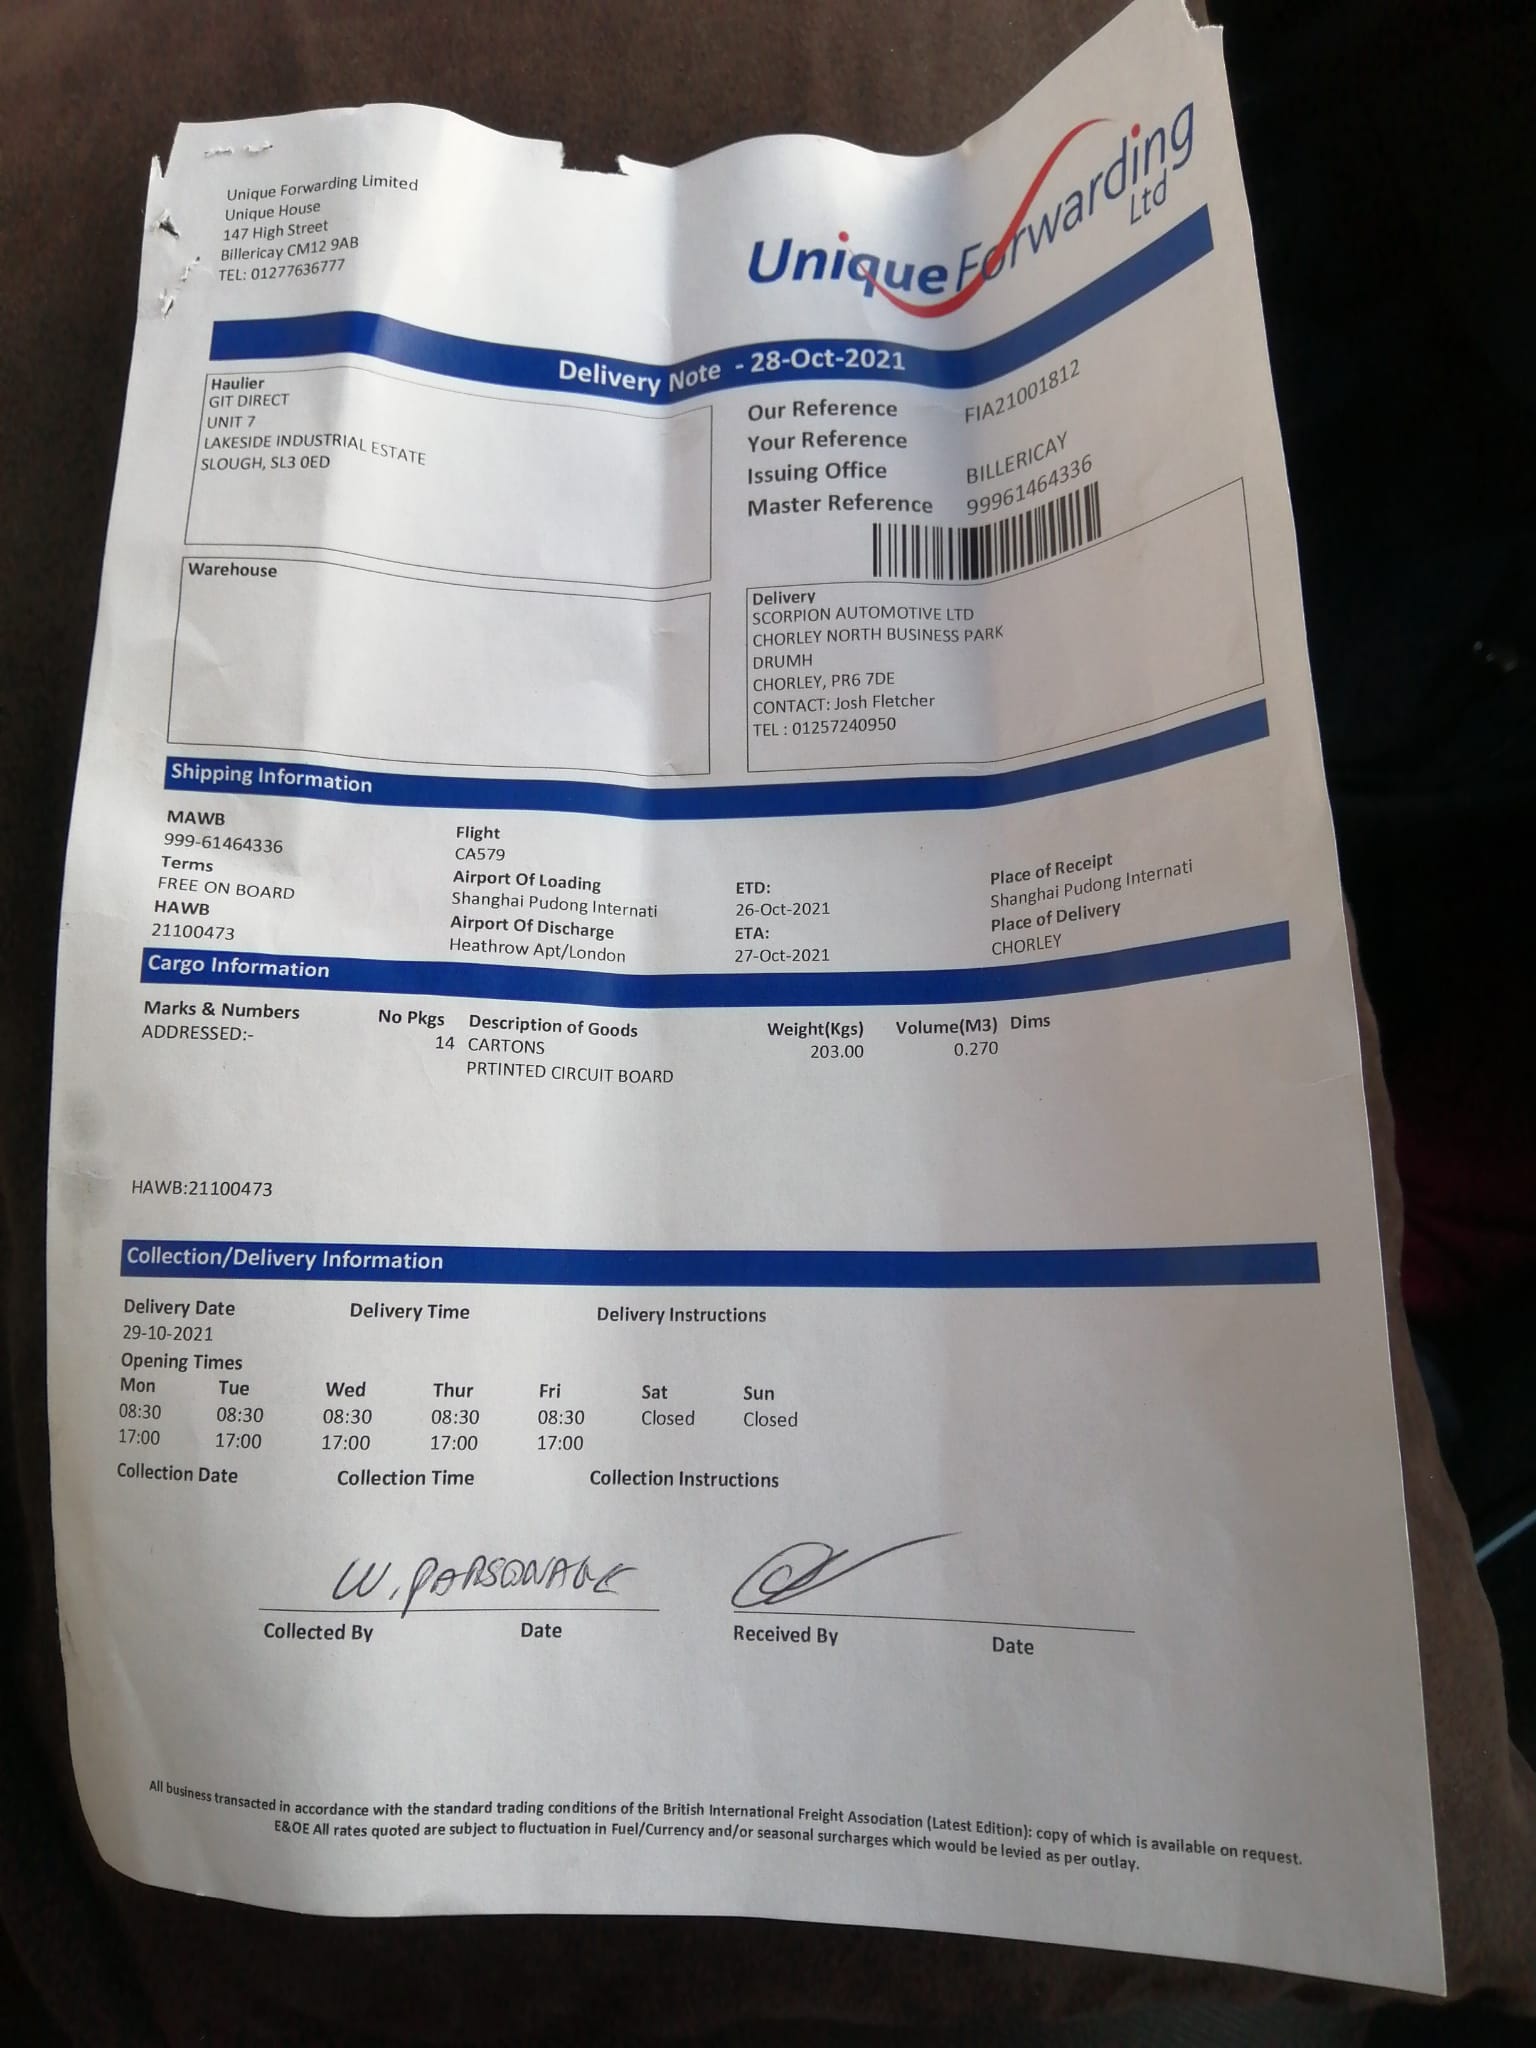 Unique Forwarding Limited
Unique House
147 High Street
Billericay CM12 9AB
TEL: 01277636777
Unique Forwarding
Ltd
Delivery Note - 28-Oct-2021
Haulier
GIT DIRECT
UNIT 7
LAKESIDE INDUSTRIAL ESTATE
SLOUGH, SL3 0ED
Our Reference FIA21001812
Your Reference
Issuing Office BILLERICAY
Master Reference 99961464336
Warehouse
Delivery
SCORPION AUTOMOTIVE LTD
CHORLEY NORTH BUSINESS PARK
DRUMH
CHORLEY, PR6 7DE
CONTACT: Josh Fletcher
TEL : 01257240950
Shipping Information
MAWB
999-61464336
Terms
FREE ON BOARD
HAWB
21100473
Flight
CA579
Airport Of Loading
Shanghai Pudong Internati
Airport Of Discharge
Heathrow Apt/London
ETD:
26-Oct-2021
ETA:
27-Oct-2021
Place of Receipt
Shanghai Pudong Internati
Place of Delivery
CHORLEY
Cargo Information
Marks & Numbers No Pkgs Description of Goods Weight(Kgs) Volume(M3) Dims
ADDRESSED:- 14 CARTONS 203.00 0.270
PRTINTED CIRCUIT BOARD
HAWB:21100473
Collection/Delivery Information
Delivery Date Delivery Time Delivery Instructions
29-10-2021
Opening Times
Mon Tue Wed Thur Fri Sat Sun
08:30 08:30 08:30 08:30 08:30 Closed Closed
17:00 17:00 17:00 17:00 17:00
Collection Date Collection Time Collection Instructions
W. PARSONAGE
Collected By Date Received By Date
All business transacted in accordance with the standard trading conditions of the British International Freight Association (Latest Edition): copy of which is available on request.
E&OE All rates quoted are subject to fluctuation in Fuel/Currency and/or seasonal surcharges which would be levied as per outlay.